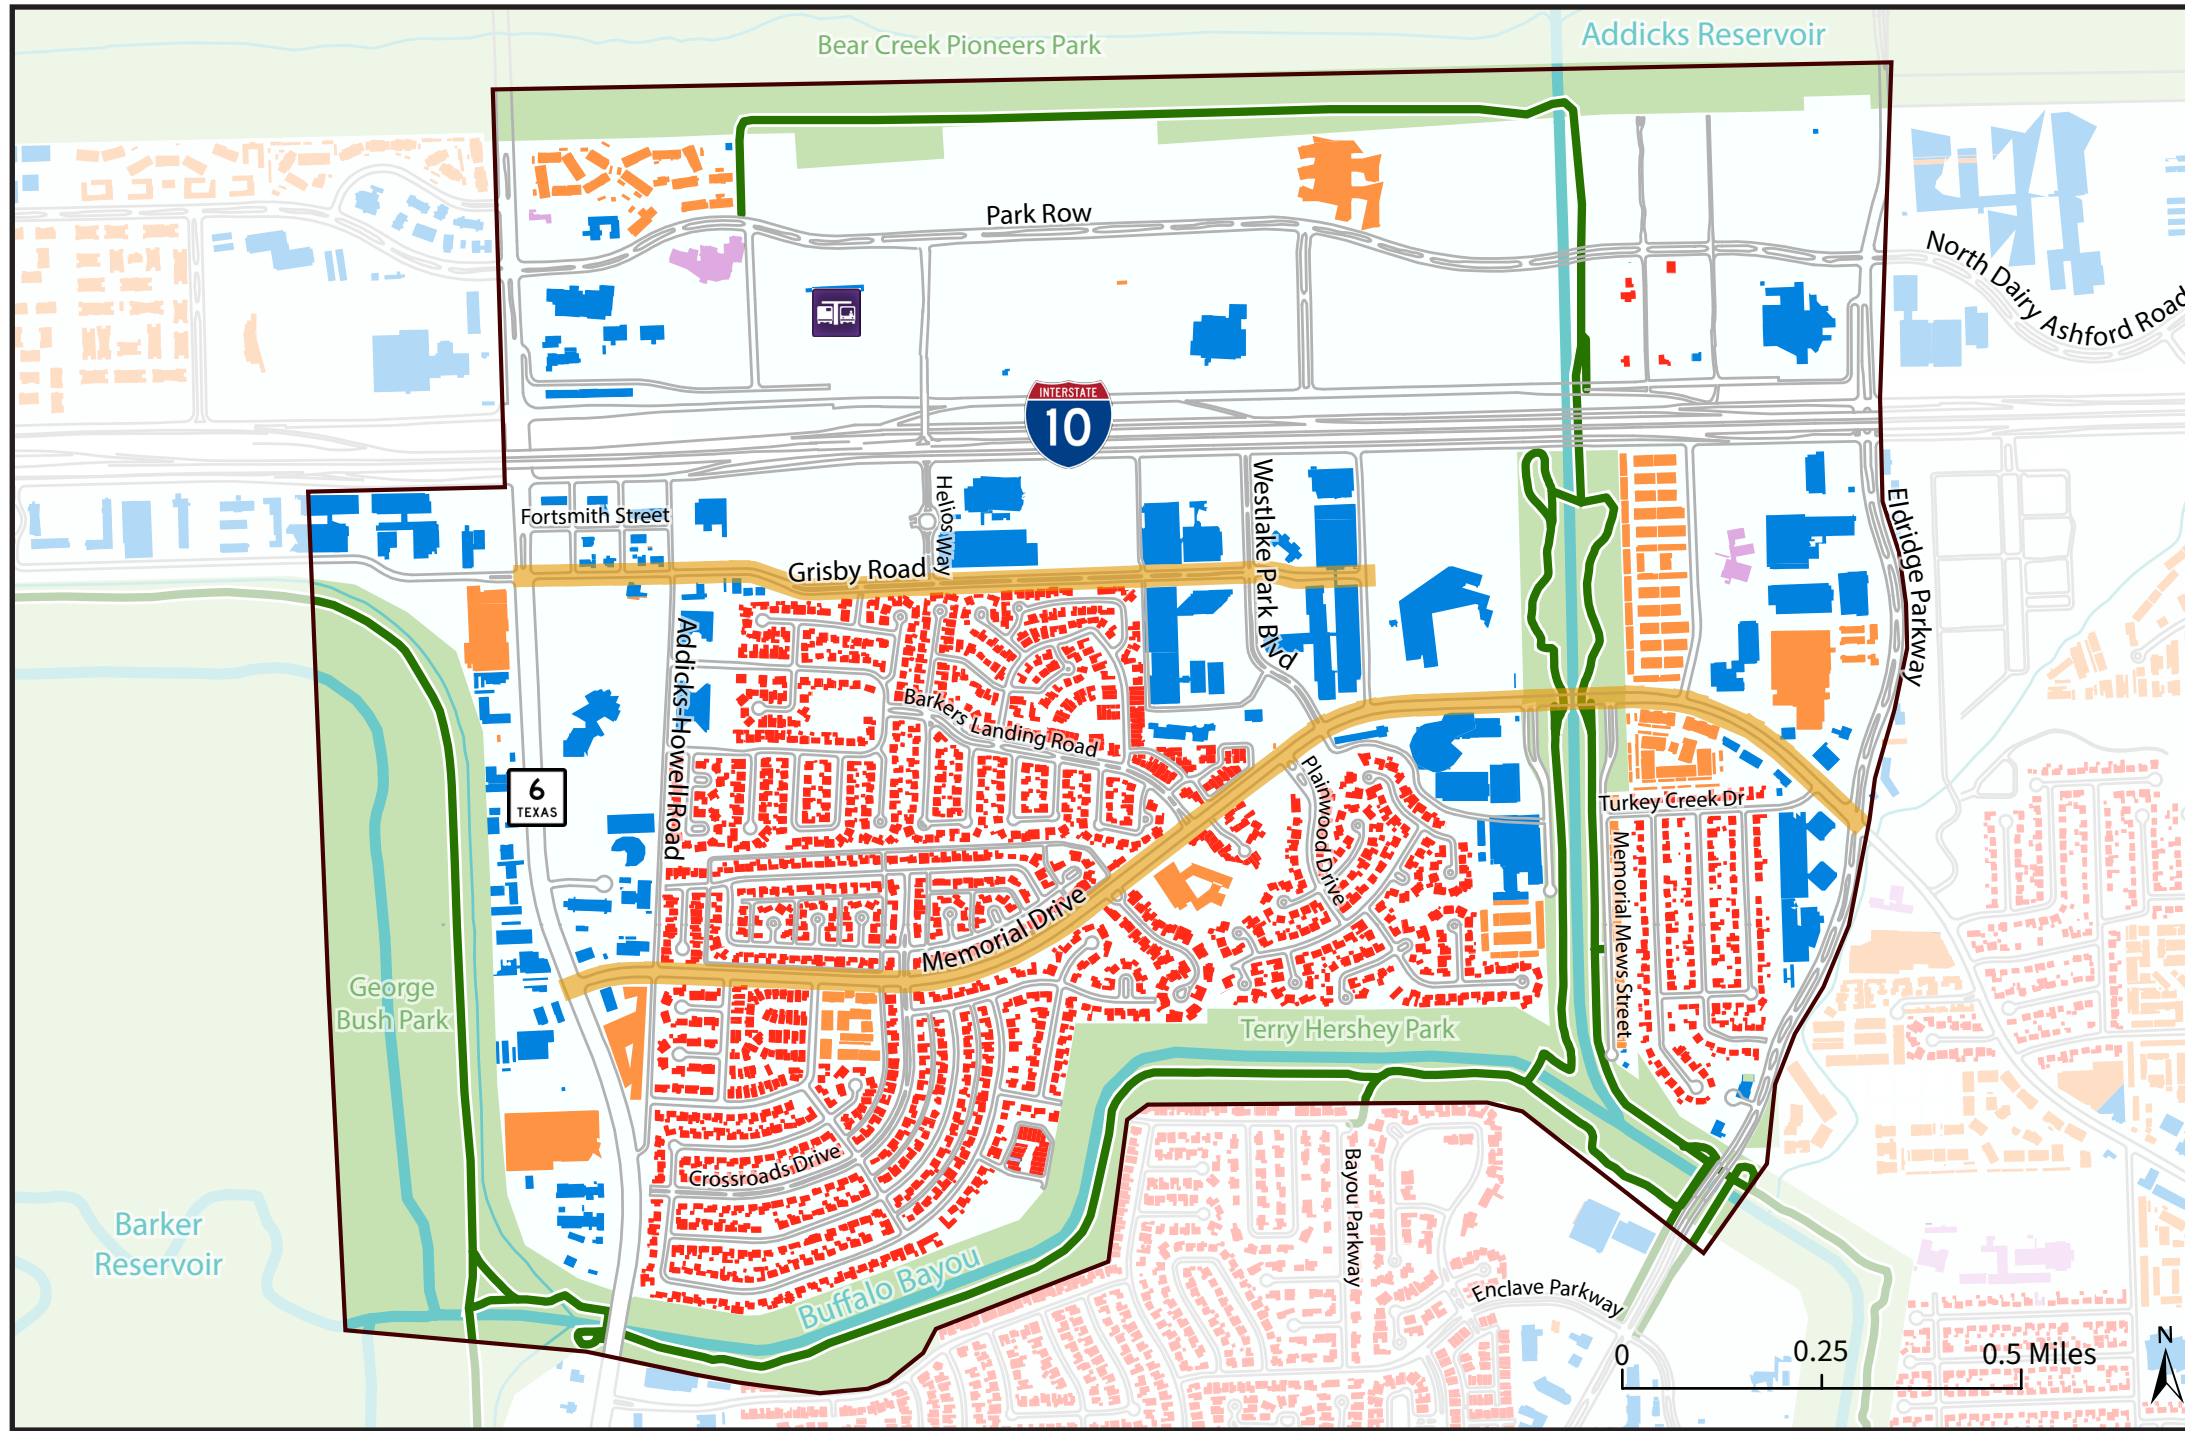 Bear Creek Pioneers Park
Addicks Reservoir
Park Row
North Dairy Ashford Road
INTERSTATE
10
Fortsmith Street
Helios Way
Westlake Park Blvd
Eldridge Parkway
Grisby Road
Addicks-Howell Road
Barkers Landing Road
6
TEXAS
Plainwood Drive
Turkey Creek Dr
Memorial Mews Street
Memorial Drive
George
Bush Park
Terry Hershey Park
Crossroads Drive
Bayou Parkway
Barker
Reservoir
Buffalo Bayou
Enclave Parkway
0
0.25
0.5 Miles
N